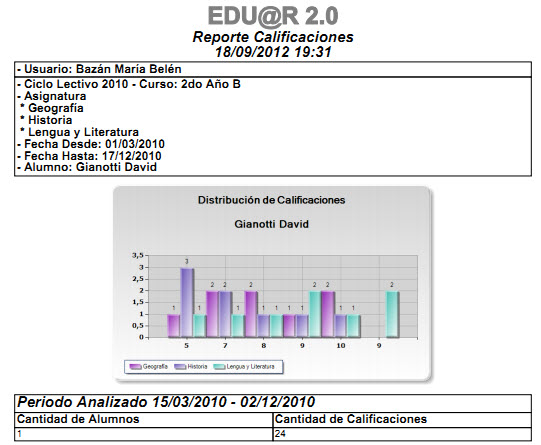 EDU@R 2.0
Reporte Calificaciones
18/09/2012 19:31
- Usuario: Bazán María Belén
- Ciclo Lectivo 2010 - Curso: 2do Año B
- Asignatura
* Geografía
* Historia
* Lengua y Literatura
- Fecha Desde: 01/03/2010
- Fecha Hasta: 17/12/2010
- Alumno: Gianotti David
Distribución de Calificaciones
Gianotti David
3,5
3
2,5
2
1,5
1
0,5
0
1 3 1 2 2 1 2 1 1 1 1 2 2 1 1 2
5 7 8 9 10 9
Geografía Historia Lengua y Literatura
Periodo Analizado 15/03/2010 - 02/12/2010
Cantidad de Alumnos Cantidad de Calificaciones
1 24